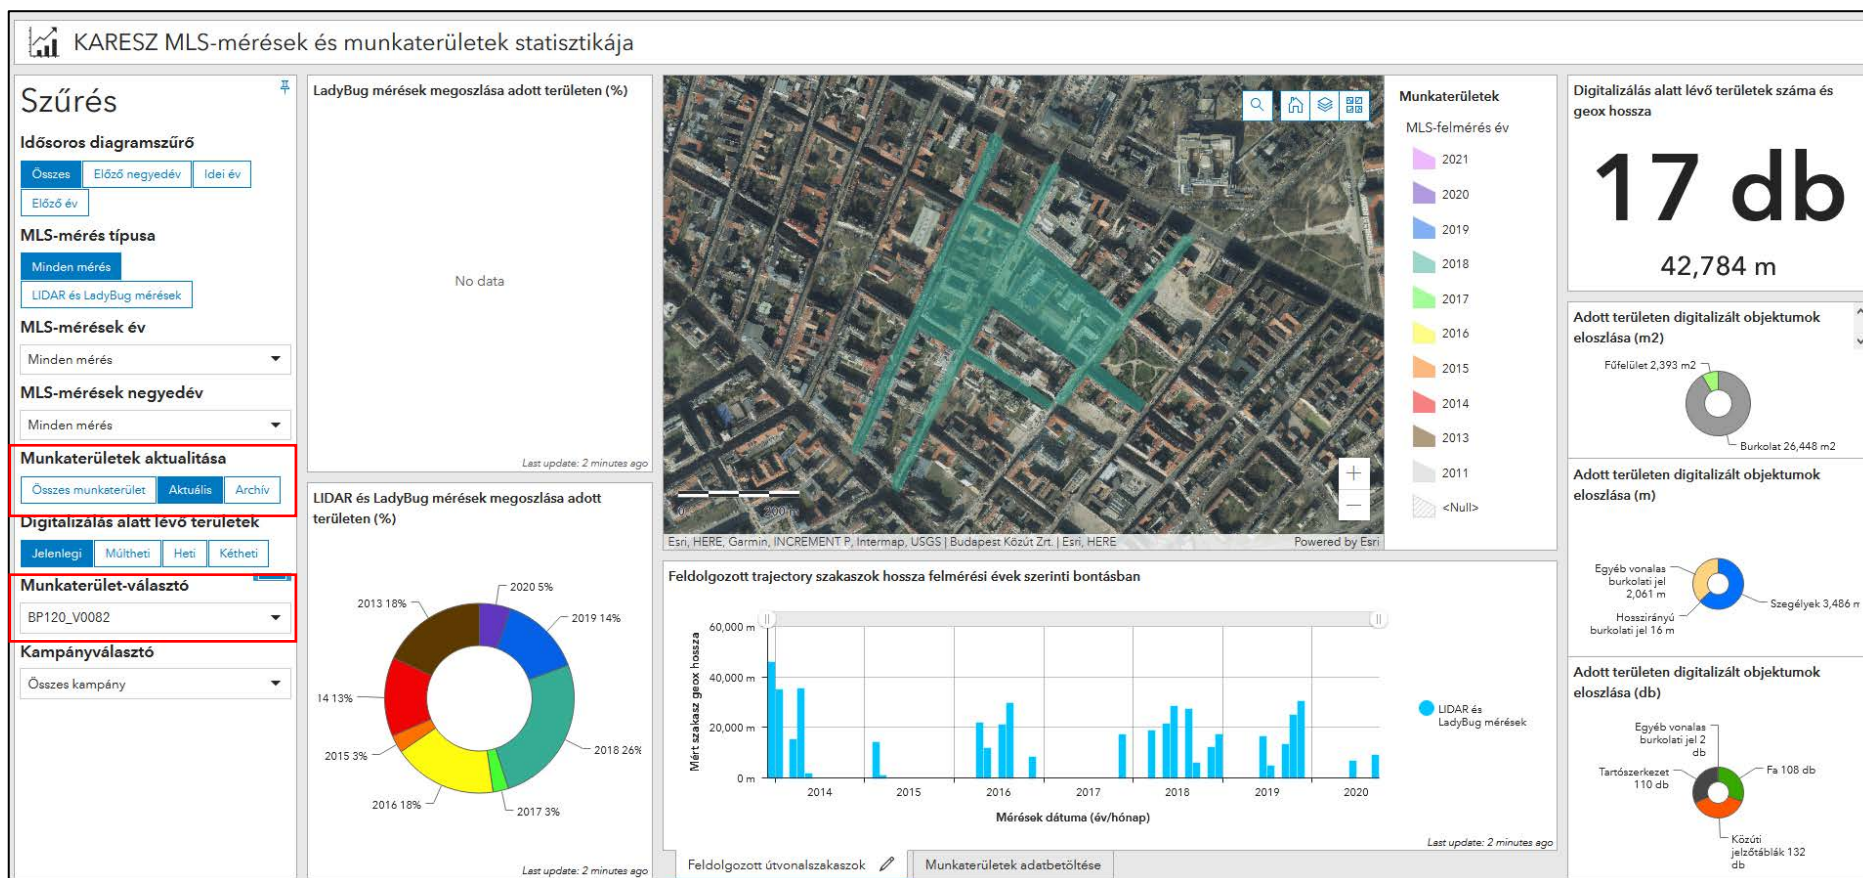 KARESZ MLS-mérések és munkaterületek statisztikája
Szűrés
Idősoros diagramszűrő
Összes
Előző negyedév
Idei év
Előző év
MLS-mérés típusa
Minden mérés
LIDAR és LadyBug mérések
MLS-mérések év
Minden mérés
MLS-mérések negyedév
Minden mérés
Munkaterületek aktualitása
Összes munkaterület
Aktuális
Archív
Digitalizálás alatt lévő területek
Jelenlegi
Múltheti
Heti
Kétheti
Munkaterület-választó
BP120_V0082
Kampányválasztó
Összes kampány
LadyBug mérések megoszlása adott területen (%)
No data
Last update: 2 minutes ago
LIDAR és LadyBug mérések megoszlása adott
területen (%)
2020 5%
2019 14%
2018 26%
2017 3%
2016 18%
2015 3%
14 13%
2013 18%
Last update: 2 minutes ago
0
200 m
Esri, HERE, Garmin, INCREMENT P, Intermap, USGS | Budapest Közút Zrt. | Esri, HERE
Powered by Esri
Munkaterületek
MLS-felmérés év
2021
2020
2019
2018
2017
2016
2015
2014
2013
2011
<Null>
Feldolgozott trajectory szakaszok hossza felmérési évek szerinti bontásban
Mért szakasz geox hossza
60,000 m
40,000 m
20,000 m
0 m
2014
2015
2016
2017
2018
2019
2020
Mérések dátuma (év/hónap)
LIDAR és
LadyBug mérések
Last update: 2 minutes ago
Feldolgozott útvonalszakaszok
Munkaterületek adatbetöltése
Digitalizálás alatt lévő területek száma és
geox hossza
17 db
42,784 m
Adott területen digitalizált objektumok
eloszlása (m2)
Fűfelület 2,393 m2
Burkolat 26,448 m2
Adott területen digitalizált objektumok
eloszlása (m)
Egyéb vonalas
burkolati jel
2,061 m
Hosszirányú
burkolati jel 16 m
Szegélyek 3,486 m
Adott területen digitalizált objektumok
eloszlása (db)
Egyéb vonalas
burkolati jel 2
db
Tartószerkezet
110 db
Fa 108 db
Közúti
jelzőtáblák 132
db